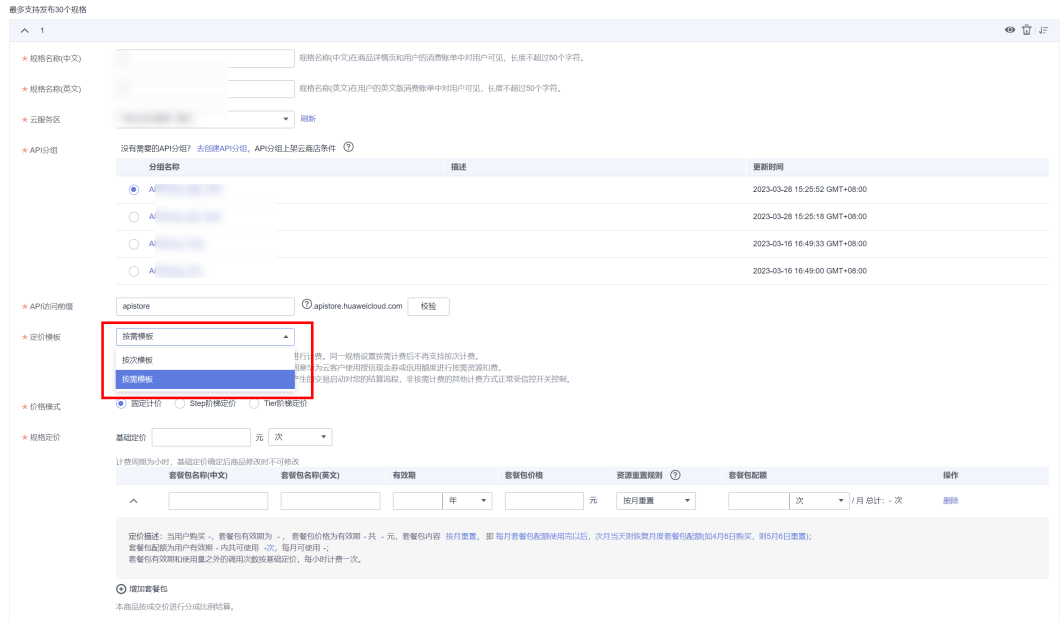 最多支持发布30个规格
1
* 规格名称(中文) 规格名称(中文)在商品详情页和用户的消费账单中对用户可见，长度不超过50个字符。
* 规格名称(英文) 规格名称(英文)在用户的英文版消费账单中对用户可见，长度不超过50个字符。
* 云服务区 刷新
* API分组 没有需要的API分组？ 去创建API分组，API分组上架云商店条件 ?
分组名称 描述 更新时间
2023-03-28 15:25:52 GMT+08:00
2023-03-28 15:25:18 GMT+08:00
2023-03-16 16:49:33 GMT+08:00
2023-03-16 16:49:00 GMT+08:00
* API访问前缀 apistore ? .apistore.huaweicloud.com 校验
* 定价模板 按需模板
进行计费。同一规格设置按需计费后不再支持按次计费。
按次模板
为云客户使用授信现金券或信用额度进行按需资源扣费。
按需模板
产生的交易启动对您的结算流程，非按需计费的其他计费方式正常受信控开关控制。
* 价格模式 固定计价 Step阶梯定价 Tier阶梯定价
* 规格定价 基础定价 元 次
计费周期为小时，基础定价确定后商品修改时不可修改
套餐包名称(中文) 套餐包名称(英文) 有效期 套餐包价格 资源重置规则 ? 套餐包配额 操作
年 元 按月重置 次 / 月 总计：- 次 删除
定价描述：当用户购买 -，套餐包有效期为 -， 套餐包价格为有效期 - 共 - 元，套餐包内容 按月重置， 即 每月套餐包配额使用完以后，次月当天则恢复月度套餐包配额(如4月6日购买，则5月6日重置);
套餐包配额为用户有效期 - 内共可使用 -次，每月可使用 -;
套餐包有效期和使用量之外的调用次数按基础定价，每小时计费一次。
增加套餐包
本商品按成交价进行分成比例结算。